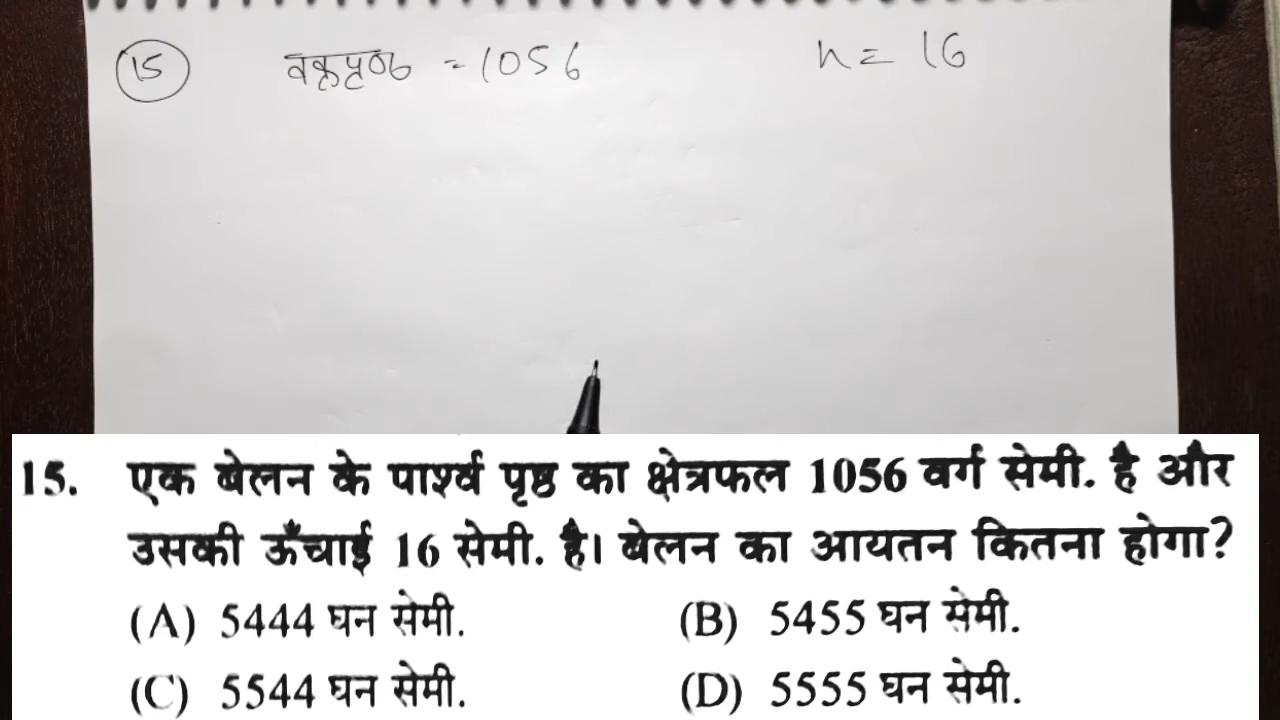 15 वक्रपृष्ठ = 1056 h = 16
15. एक बेलन के पार्श्व पृष्ठ का क्षेत्रफल 1056 वर्ग सेमी. है और
उसकी ऊँचाई 16 सेमी. है। बेलन का आयतन कितना होगा?
(A) 5444 घन सेमी. (B) 5455 घन सेमी.
(C) 5544 घन सेमी. (D) 5555 घन सेमी.